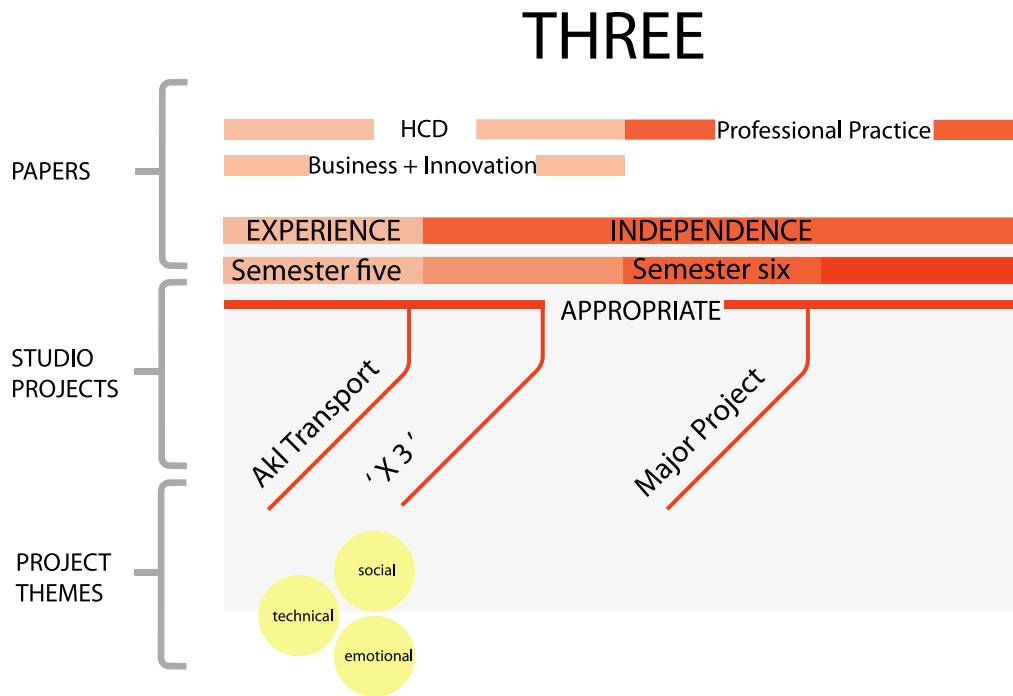 THREE
PAPERS
HCD
Professional Practice
Business + Innovation
EXPERIENCE
INDEPENDENCE
Semester five
Semester six
STUDIO
PROJECTS
APPROPRIATE
Akl Transport
‘ X 3 ’
Major Project
PROJECT
THEMES
social
technical
emotional